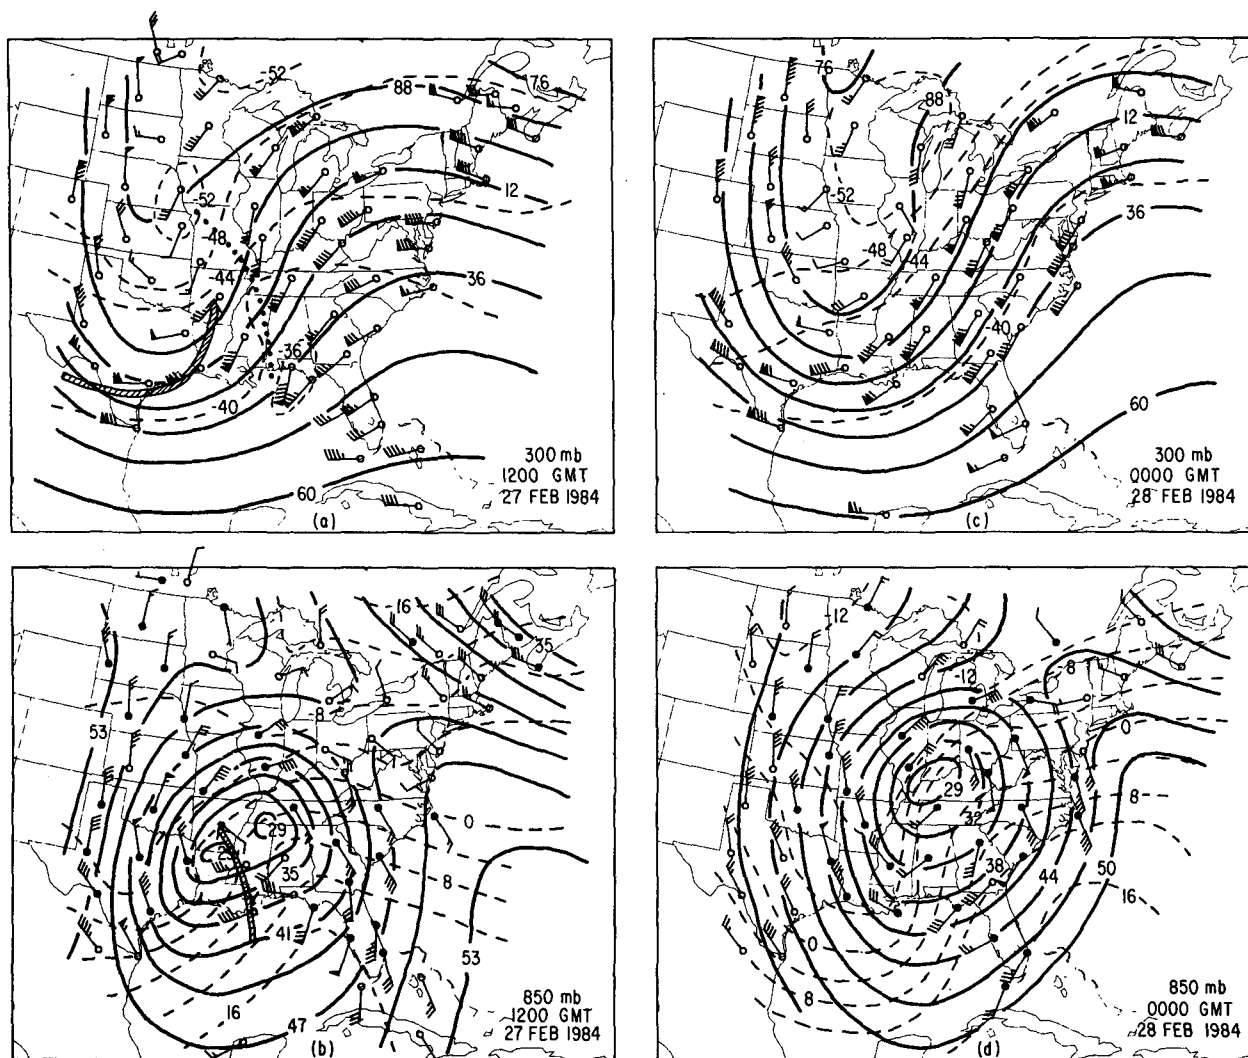 -52
76
88
-52
12
-48
-44
36
-36
-40
60
300 mb
1200 GMT
27 FEB 1984
(a)
76
88
12
-52
36
-48
-44
-40
60
300 mb
0000 GMT
28 FEB 1984
(c)
-16
35
53
-8
29
0
35
8
41
53
16
47
850 mb
1200 GMT
27 FEB 1984
(b)
-12
-12
-8
0
29
8
32
38
44
50
16
0
8
850 mb
0000 GMT
28 FEB 1984
(d)